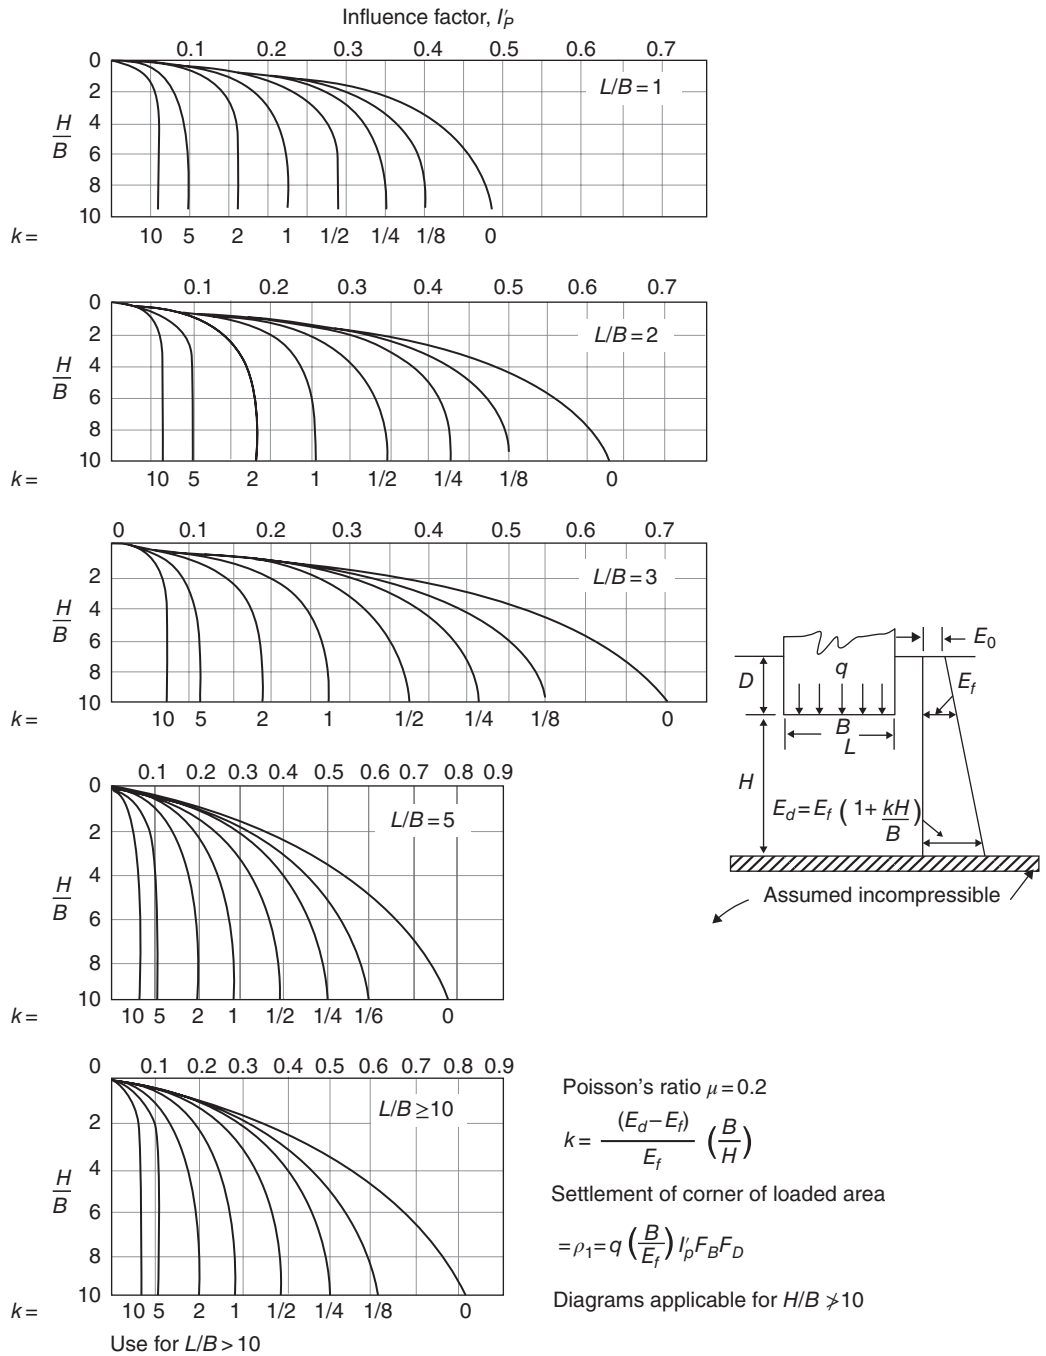 Influence factor, I′P
0.1 0.2 0.3 0.4 0.5 0.6 0.7
L/B = 1
0
2
4
6
8
10
H/B
k = 10 5 2 1 1/2 1/4 1/8 0
0.1 0.2 0.3 0.4 0.5 0.6 0.7
L/B = 2
0
2
4
6
8
10
H/B
k = 10 5 2 1 1/2 1/4 1/8 0
0 0.1 0.2 0.3 0.4 0.5 0.6 0.7
L/B = 3
2
4
6
8
10
H/B
k = 10 5 2 1 1/2 1/4 1/8 0
0.1 0.2 0.3 0.4 0.5 0.6 0.7 0.8 0.9
L/B = 5
0
2
4
6
8
10
H/B
k = 10 5 2 1 1/2 1/4 1/6 0
0 0.1 0.2 0.3 0.4 0.5 0.6 0.7 0.8 0.9
L/B ≥ 10
2
4
6
8
10
H/B
k = 10 5 2 1 1/2 1/4 1/8 0
Use for L/B > 10
E0
q
D
Ef
B
L
H
Ed = Ef (1 + kH/B)
Assumed incompressible
Poisson's ratio μ = 0.2
k = (Ed – Ef)/Ef (B/H)
Settlement of corner of loaded area
= ρ1 = q (B/Ef) I′p FB FD
Diagrams applicable for H/B ≯ 10